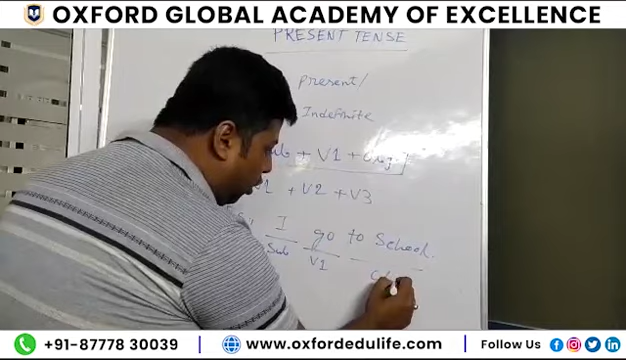 OXFORD GLOBAL ACADEMY OF EXCELLENCE
PRESENT TENSE
Present/
Indefinite
+ V1 +
+ V2 + V3
I go to School.
Sub V1
+91-87778 30039 | www.oxfordedulife.com | Follow Us